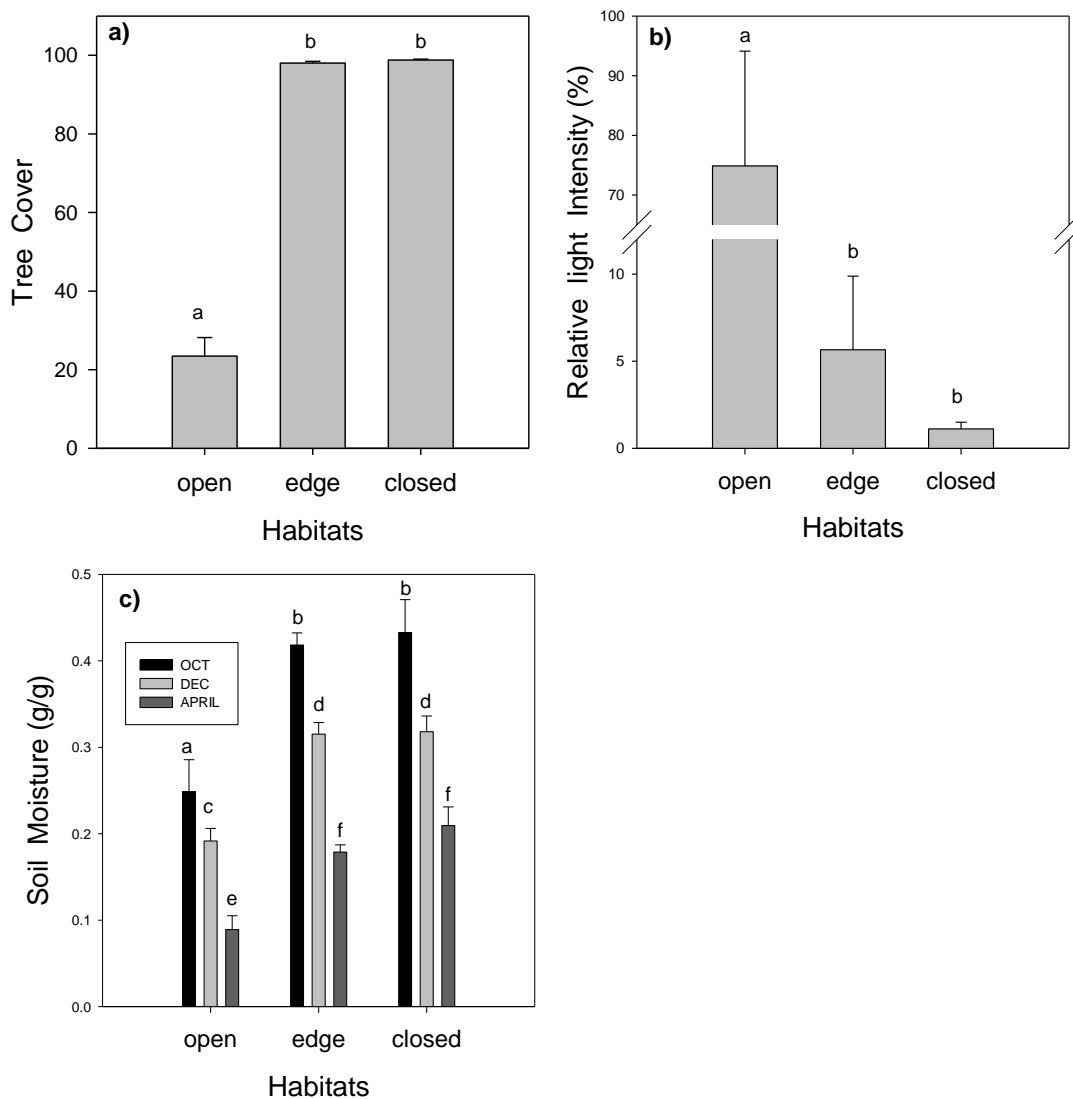 a)
Tree Cover
100
80
60
40
20
0
a
b
b
open edge closed
Habitats
b)
Relative light Intensity (%)
100
90
80
70
10
5
0
a
b
b
open edge closed
Habitats
c)
Soil Moisture (g/g)
0.5
0.4
0.3
0.2
0.1
0.0
OCT
DEC
APRIL
a
c
e
b
d
f
b
d
f
open edge closed
Habitats